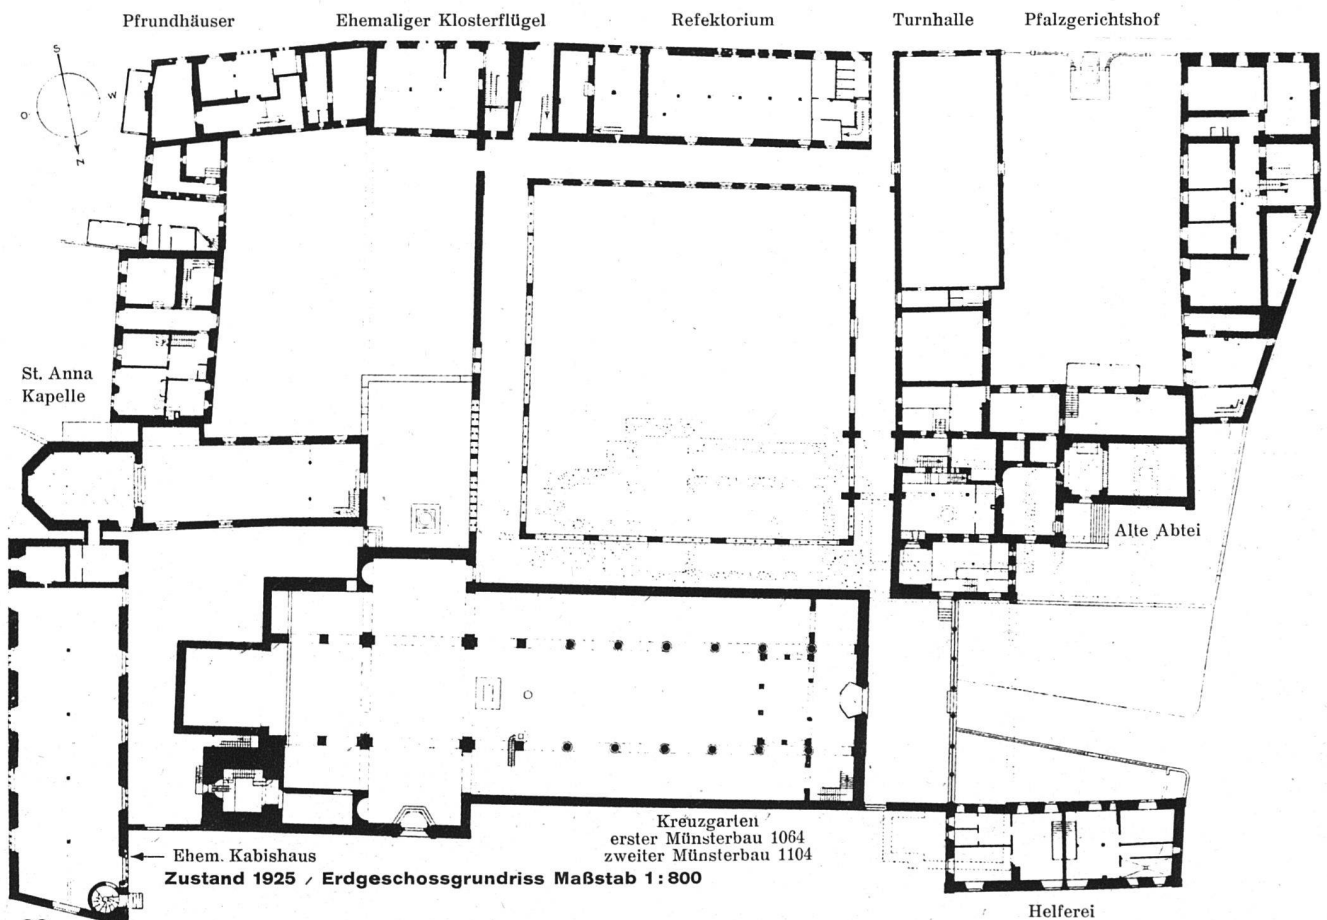 Pfrundhäuser
Ehemaliger Klosterflügel
Refektorium
Turnhalle
Pfalzgerichtshof
S
O
W
N
St. Anna
Kapelle
Alte Abtei
Kreuzgarten
erster Münsterbau 1064
zweiter Münsterbau 1104
Ehem. Kabishaus
Zustand 1925 / Erdgeschossgrundriss Maßstab 1:800
Helferei